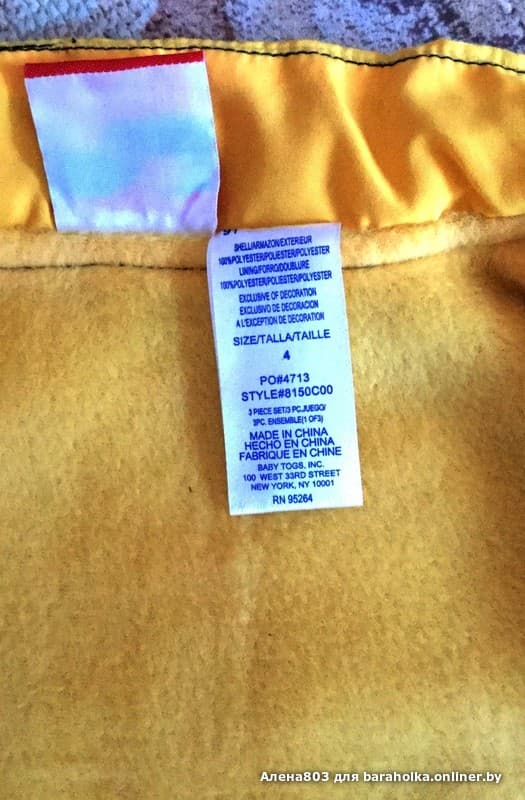 SHELL/ARMAZON/EXTERIEUR
100%POLYESTER/POLIESTER/POLYESTER
LINING/FORRO/DOUBLURE
100%POLYESTER/POLIESTER/POLYESTER
EXCLUSIVE OF DECORATION
EXCLUSIVO DE DECORACION
A L'EXCEPTION DE DECORATION
SIZE/TALLA/TAILLE
4
PO#4713
STYLE#8150C00
3 PIECE SET/3 PC.JUEGO/
3PC. ENSEMBLE(1 OF3)
MADE IN CHINA
HECHO EN CHINA
FABRIQUE EN CHINE
BABY TOGS, INC.
100 WEST 33RD STREET
NEW YORK, NY 10001
RN 95264
Алена803 для baraholka.onliner.by